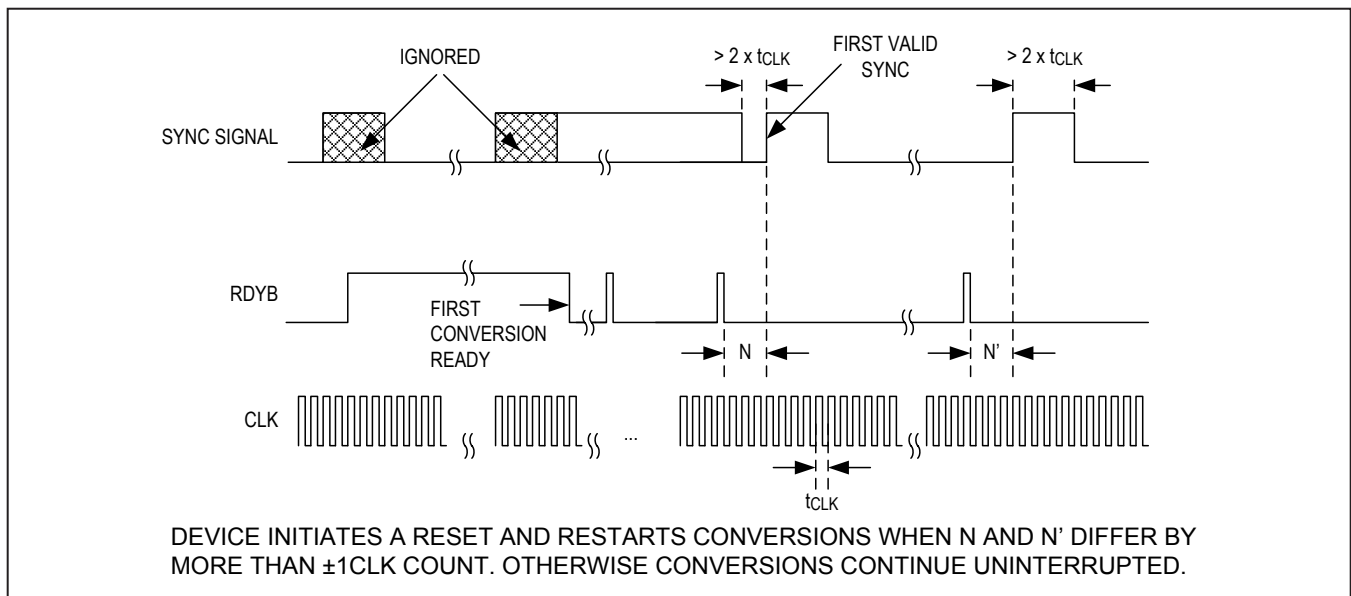 IGNORED
> 2 x tCLK
FIRST VALID
SYNC
> 2 x tCLK
SYNC SIGNAL
RDYB
FIRST
CONVERSION
READY
N
N'
CLK
...
tCLK
DEVICE INITIATES A RESET AND RESTARTS CONVERSIONS WHEN N AND N' DIFFER BY
MORE THAN ±1CLK COUNT. OTHERWISE CONVERSIONS CONTINUE UNINTERRUPTED.